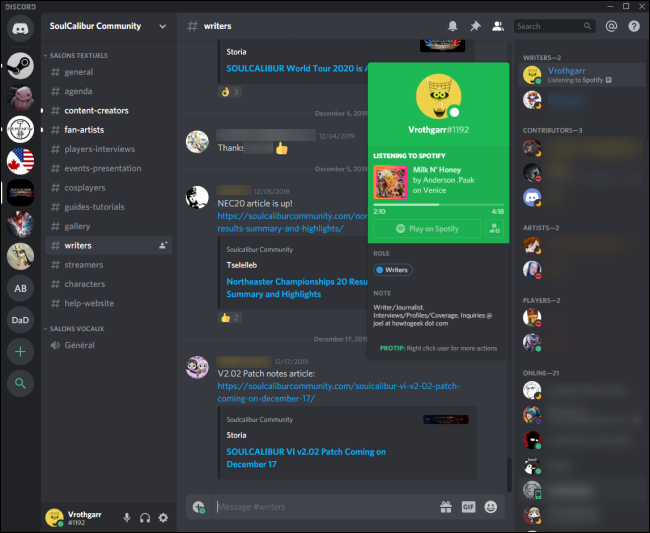 DISCORD
SoulCalibur Community
SALONS TEXTUELS
# general
# agenda
# content-creators
# fan-artists
# players-interviews
# events-presentation
# cosplayers
# guides-tutorials
# gallery
# writers
# streamers
# characters
# help-website
SALONS VOCAUX
Général
AB
DaD
Vrothgarr
#1192
# writers
Search
Storia
SOULCALIBUR World Tour 2020 is A
3
December 4, 2019
12/04/2019
Thanks
December 5, 2019
12/05/2019
NEC20 article is up!
https://soulcaliburcommunity.com/nor
results-summary-and-highlights/
SoulCalibur Community
Tselelleb
Northeaster Championships 20 Resu
Summary and Highlights
2
December 17, 201
12/17/2019
V2.02 Patch notes article:
https://soulcaliburcommunity.com/soulcalibur-vi-v2-02-patch-
coming-on-december-17/
SoulCalibur Community
Storia
SOULCALIBUR VI v2.02 Patch Coming on
December 17
Message #writers
GIF
Vrothgarr#1192
LISTENING TO SPOTIFY
Milk N' Honey
by Anderson .Paak
on Venice
2:10
4:18
Play on Spotify
ROLE
Writers
NOTE
Writer/Journalist.
Interviews/Profiles/Coverage. Inquiries @
joel at howtogeek dot com
PROTIP: Right click user for more actions
WRITERS—2
Vrothgarr
Listening to Spotify
CONTRIBUTORS—3
ARTISTS—2
PLAYERS—2
ONLINE—21